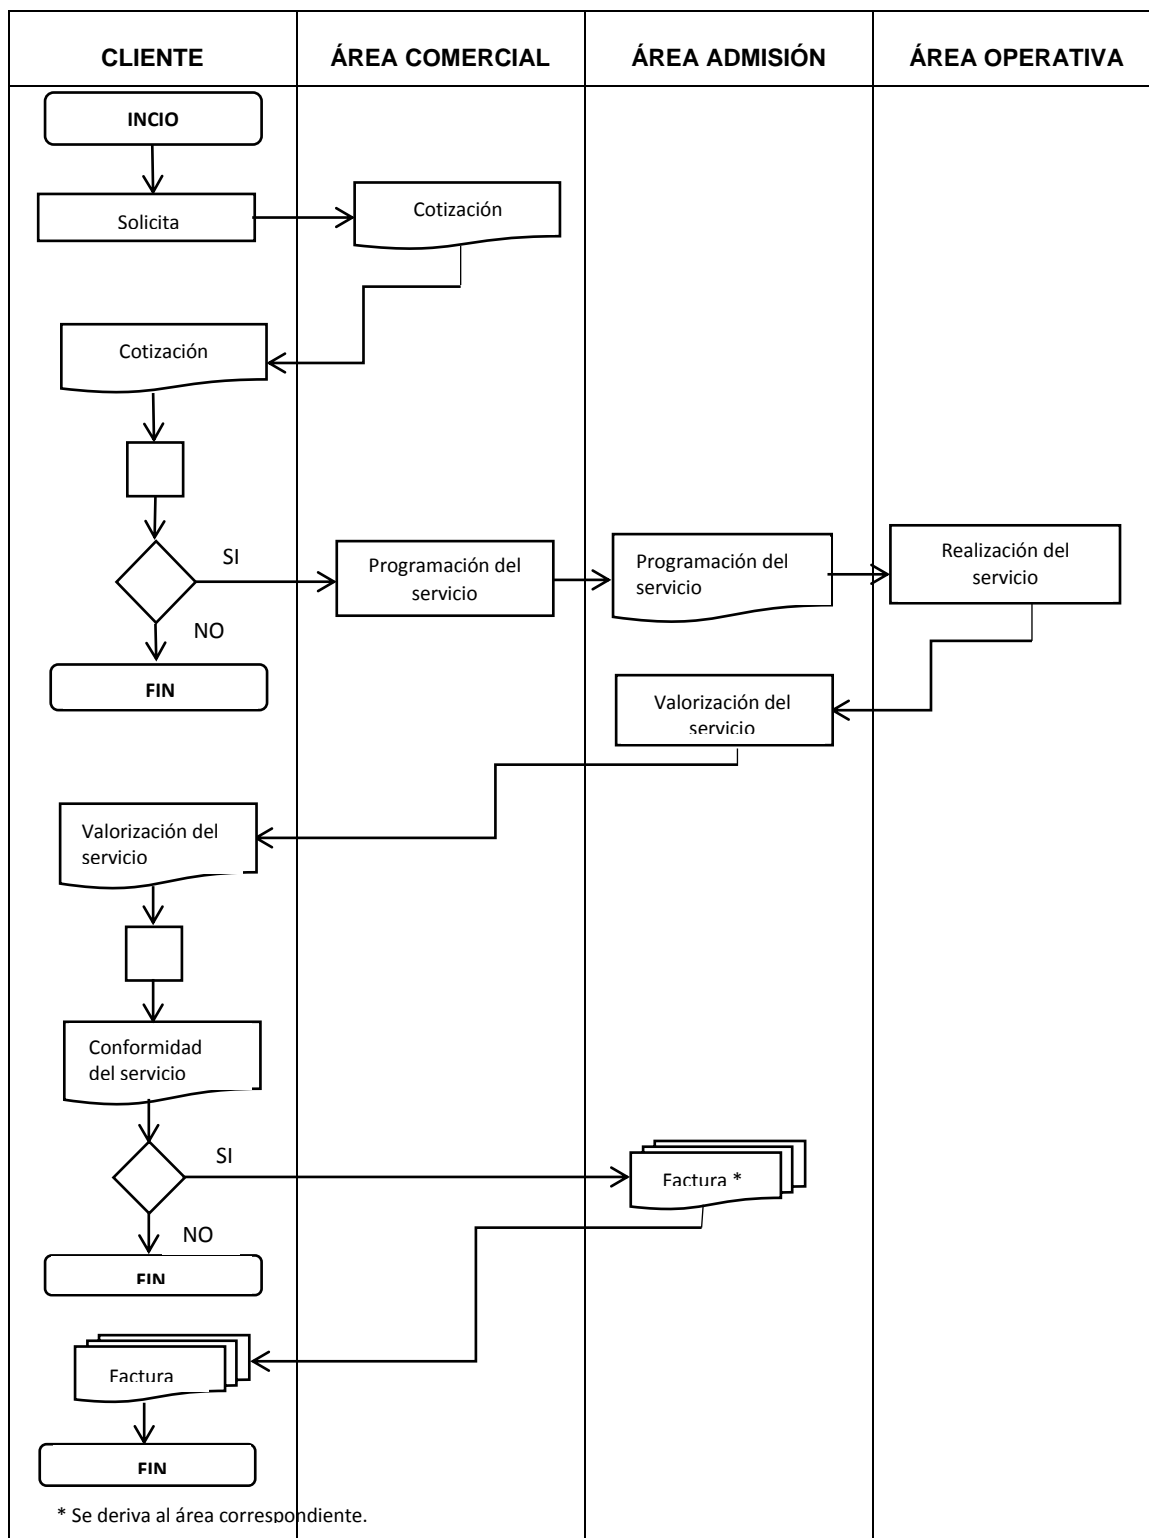 CLIENTE
ÁREA COMERCIAL
ÁREA ADMISIÓN
ÁREA OPERATIVA
INCIO
Solicita
Cotización
Cotización
SI
Programación del
servicio
Programación del
servicio
Realización del
servicio
NO
FIN
Valorización del
servicio
Valorización del
servicio
Conformidad
del servicio
SI
Factura *
NO
FIN
Factura
FIN
* Se deriva al área correspondiente.